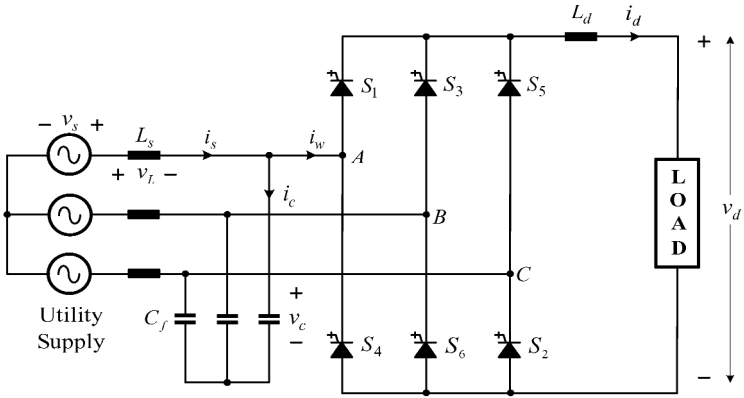 L_d i_d
+
S_1 S_3 S_5
- v_s +
L_s i_s i_w A
+ v_L -
i_c
B
C
LOAD
v_d
Utility
Supply
C_f
+
v_c
-
S_4 S_6 S_2
-